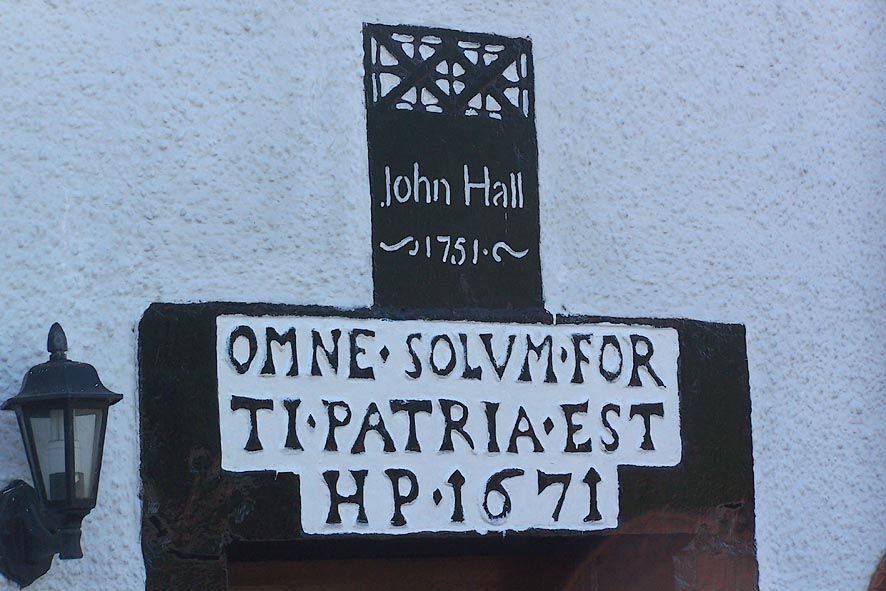 John Hall
1751.
OMNE · SOLVM · FOR
TI · PATRIA · EST
HP · 1671